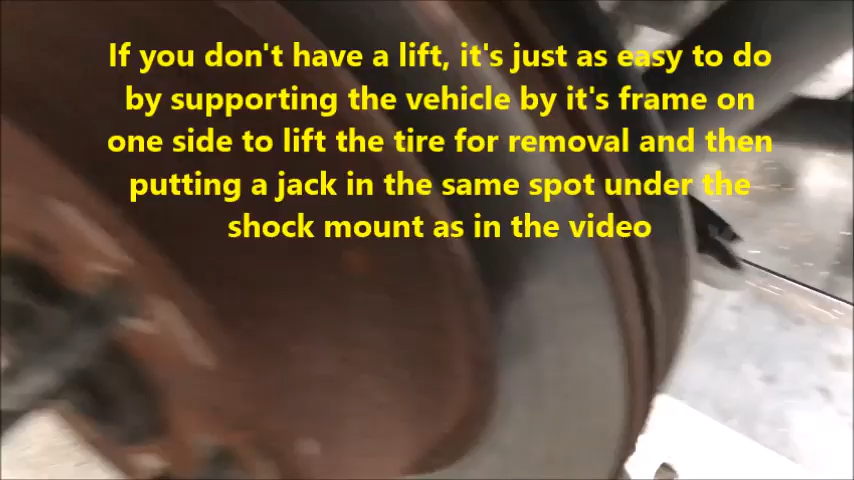 If you don't have a lift, it's just as easy to do
by supporting the vehicle by it's frame on
one side to lift the tire for removal and then
putting a jack in the same spot under the
shock mount as in the video